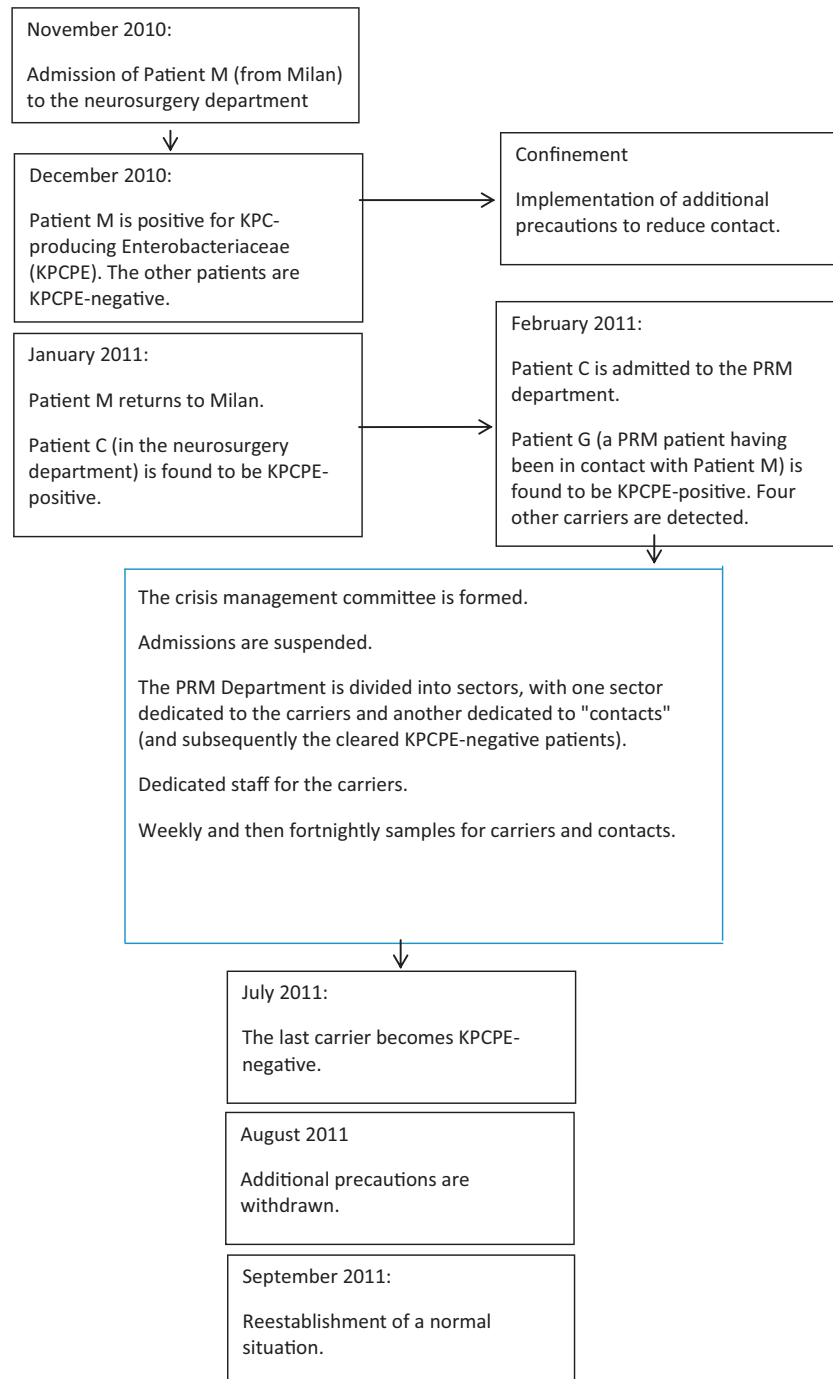 November 2010:
Admission of Patient M (from Milan)
to the neurosurgery department
December 2010:
Patient M is positive for KPC-
producing Enterobacteriaceae
(KPCPE). The other patients are
KPCPE-negative.
Confinement
Implementation of additional
precautions to reduce contact.
January 2011:
Patient M returns to Milan.
Patient C (in the neurosurgery
department) is found to be KPCPE-
positive.
February 2011:
Patient C is admitted to the PRM
department.
Patient G (a PRM patient having
been in contact with Patient M) is
found to be KPCPE-positive. Four
other carriers are detected.
The crisis management committee is formed.
Admissions are suspended.
The PRM Department is divided into sectors, with one sector
dedicated to the carriers and another dedicated to "contacts"
(and subsequently the cleared KPCPE-negative patients).
Dedicated staff for the carriers.
Weekly and then fortnightly samples for carriers and contacts.
July 2011:
The last carrier becomes KPCPE-
negative.
August 2011
Additional precautions are
withdrawn.
September 2011:
Reestablishment of a normal
situation.